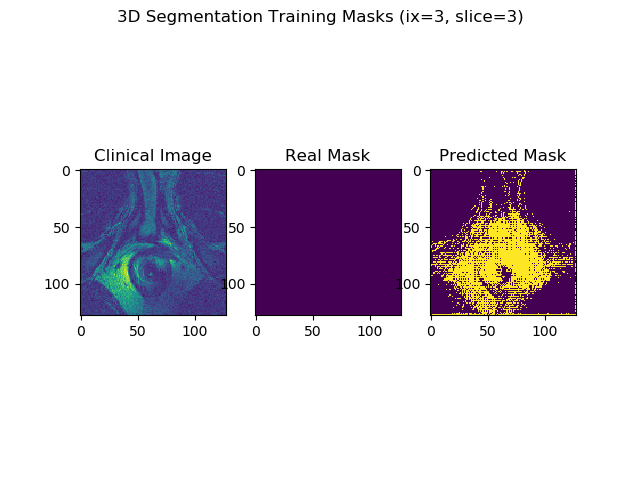 3D Segmentation Training Masks (ix=3, slice=3)
Clinical Image Real Mask Predicted Mask
0 0 0
50 50 50
100 100 100
0 50 100 0 50 100 0 50 100